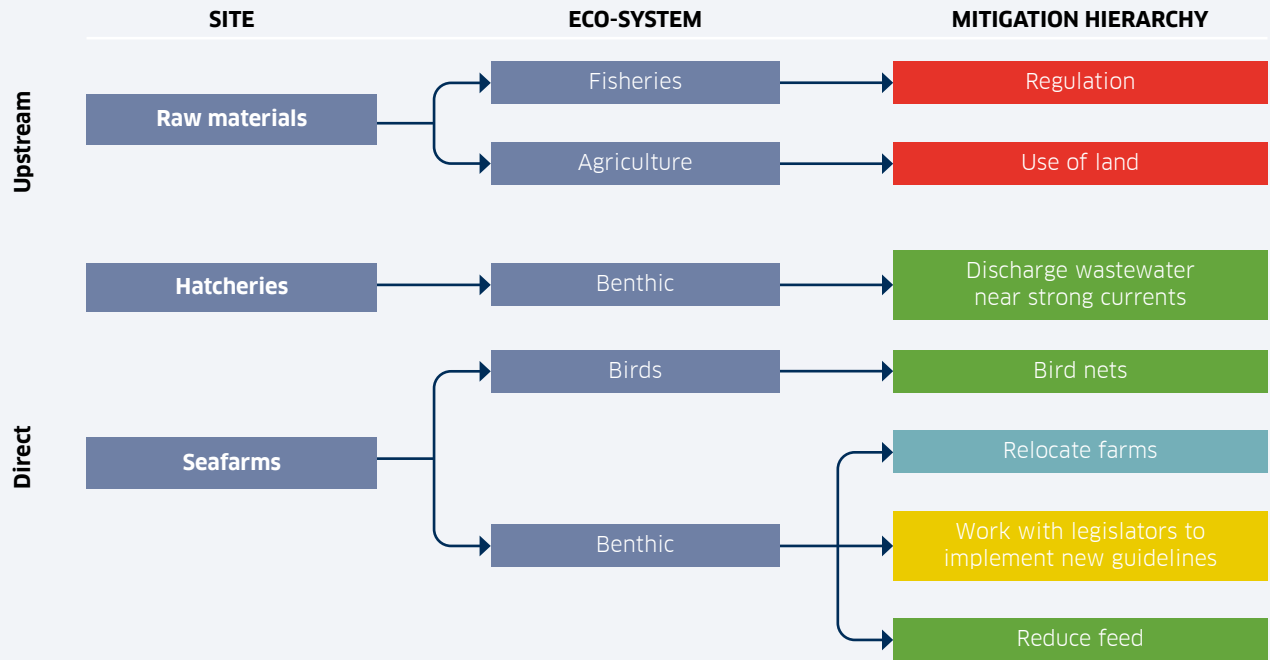 SITE
ECO-SYSTEM
MITIGATION HIERARCHY
Upstream
Raw materials
Fisheries
Regulation
Agriculture
Use of land
Direct
Hatcheries
Benthic
Discharge wastewater
near strong currents
Seafarms
Birds
Bird nets
Benthic
Relocate farms
Work with legislators to
implement new guidelines
Reduce feed